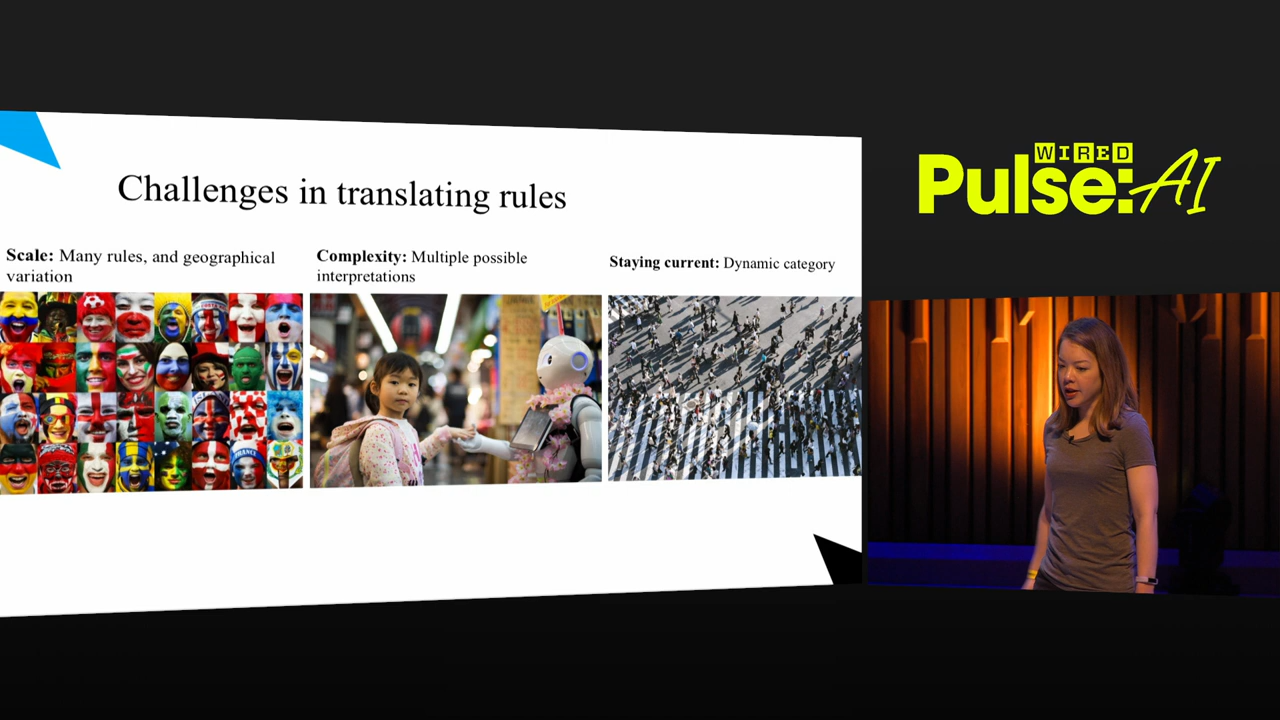 WIRED
Pulse:AI
Challenges in translating rules
Scale: Many rules, and geographical
variation
Complexity: Multiple possible
interpretations
Staying current: Dynamic category
FRANCE